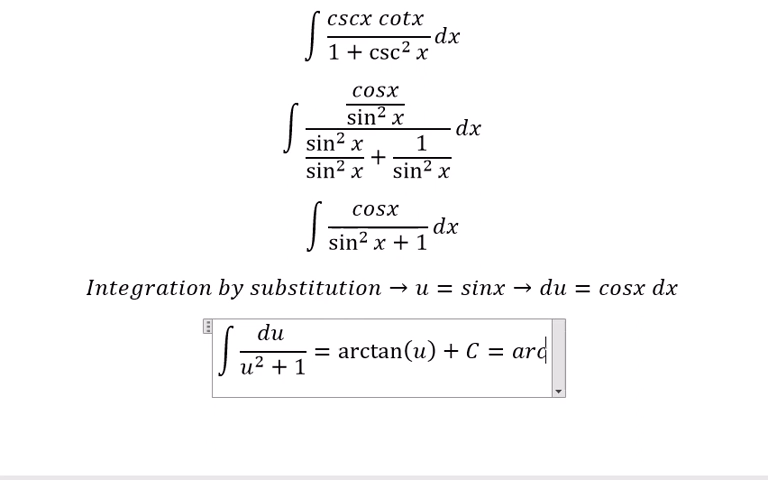 ∫ cscx cotx / (1 + csc² x) dx
∫ (cosx / sin² x) / (sin² x / sin² x + 1 / sin² x) dx
∫ cosx / (sin² x + 1) dx
Integration by substitution → u = sinx → du = cosx dx
∫ du / (u² + 1) = arctan(u) + C = arc